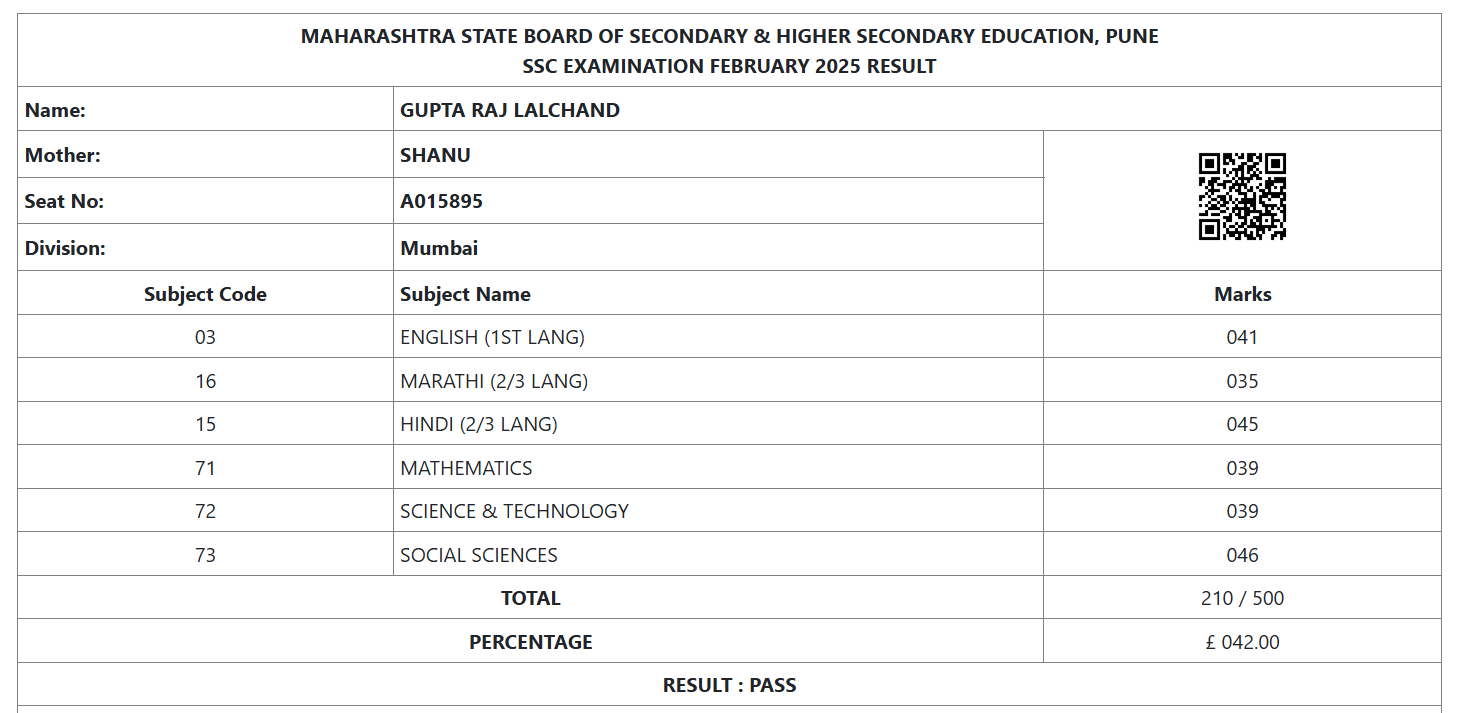 MAHARASHTRA STATE BOARD OF SECONDARY & HIGHER SECONDARY EDUCATION, PUNE
SSC EXAMINATION FEBRUARY 2025 RESULT
Name: GUPTA RAJ LALCHAND
Mother: SHANU
Seat No: A015895
Division: Mumbai
Subject Code Subject Name Marks
03 ENGLISH (1ST LANG) 041
16 MARATHI (2/3 LANG) 035
15 HINDI (2/3 LANG) 045
71 MATHEMATICS 039
72 SCIENCE & TECHNOLOGY 039
73 SOCIAL SCIENCES 046
TOTAL 210 / 500
PERCENTAGE £ 042.00
RESULT : PASS